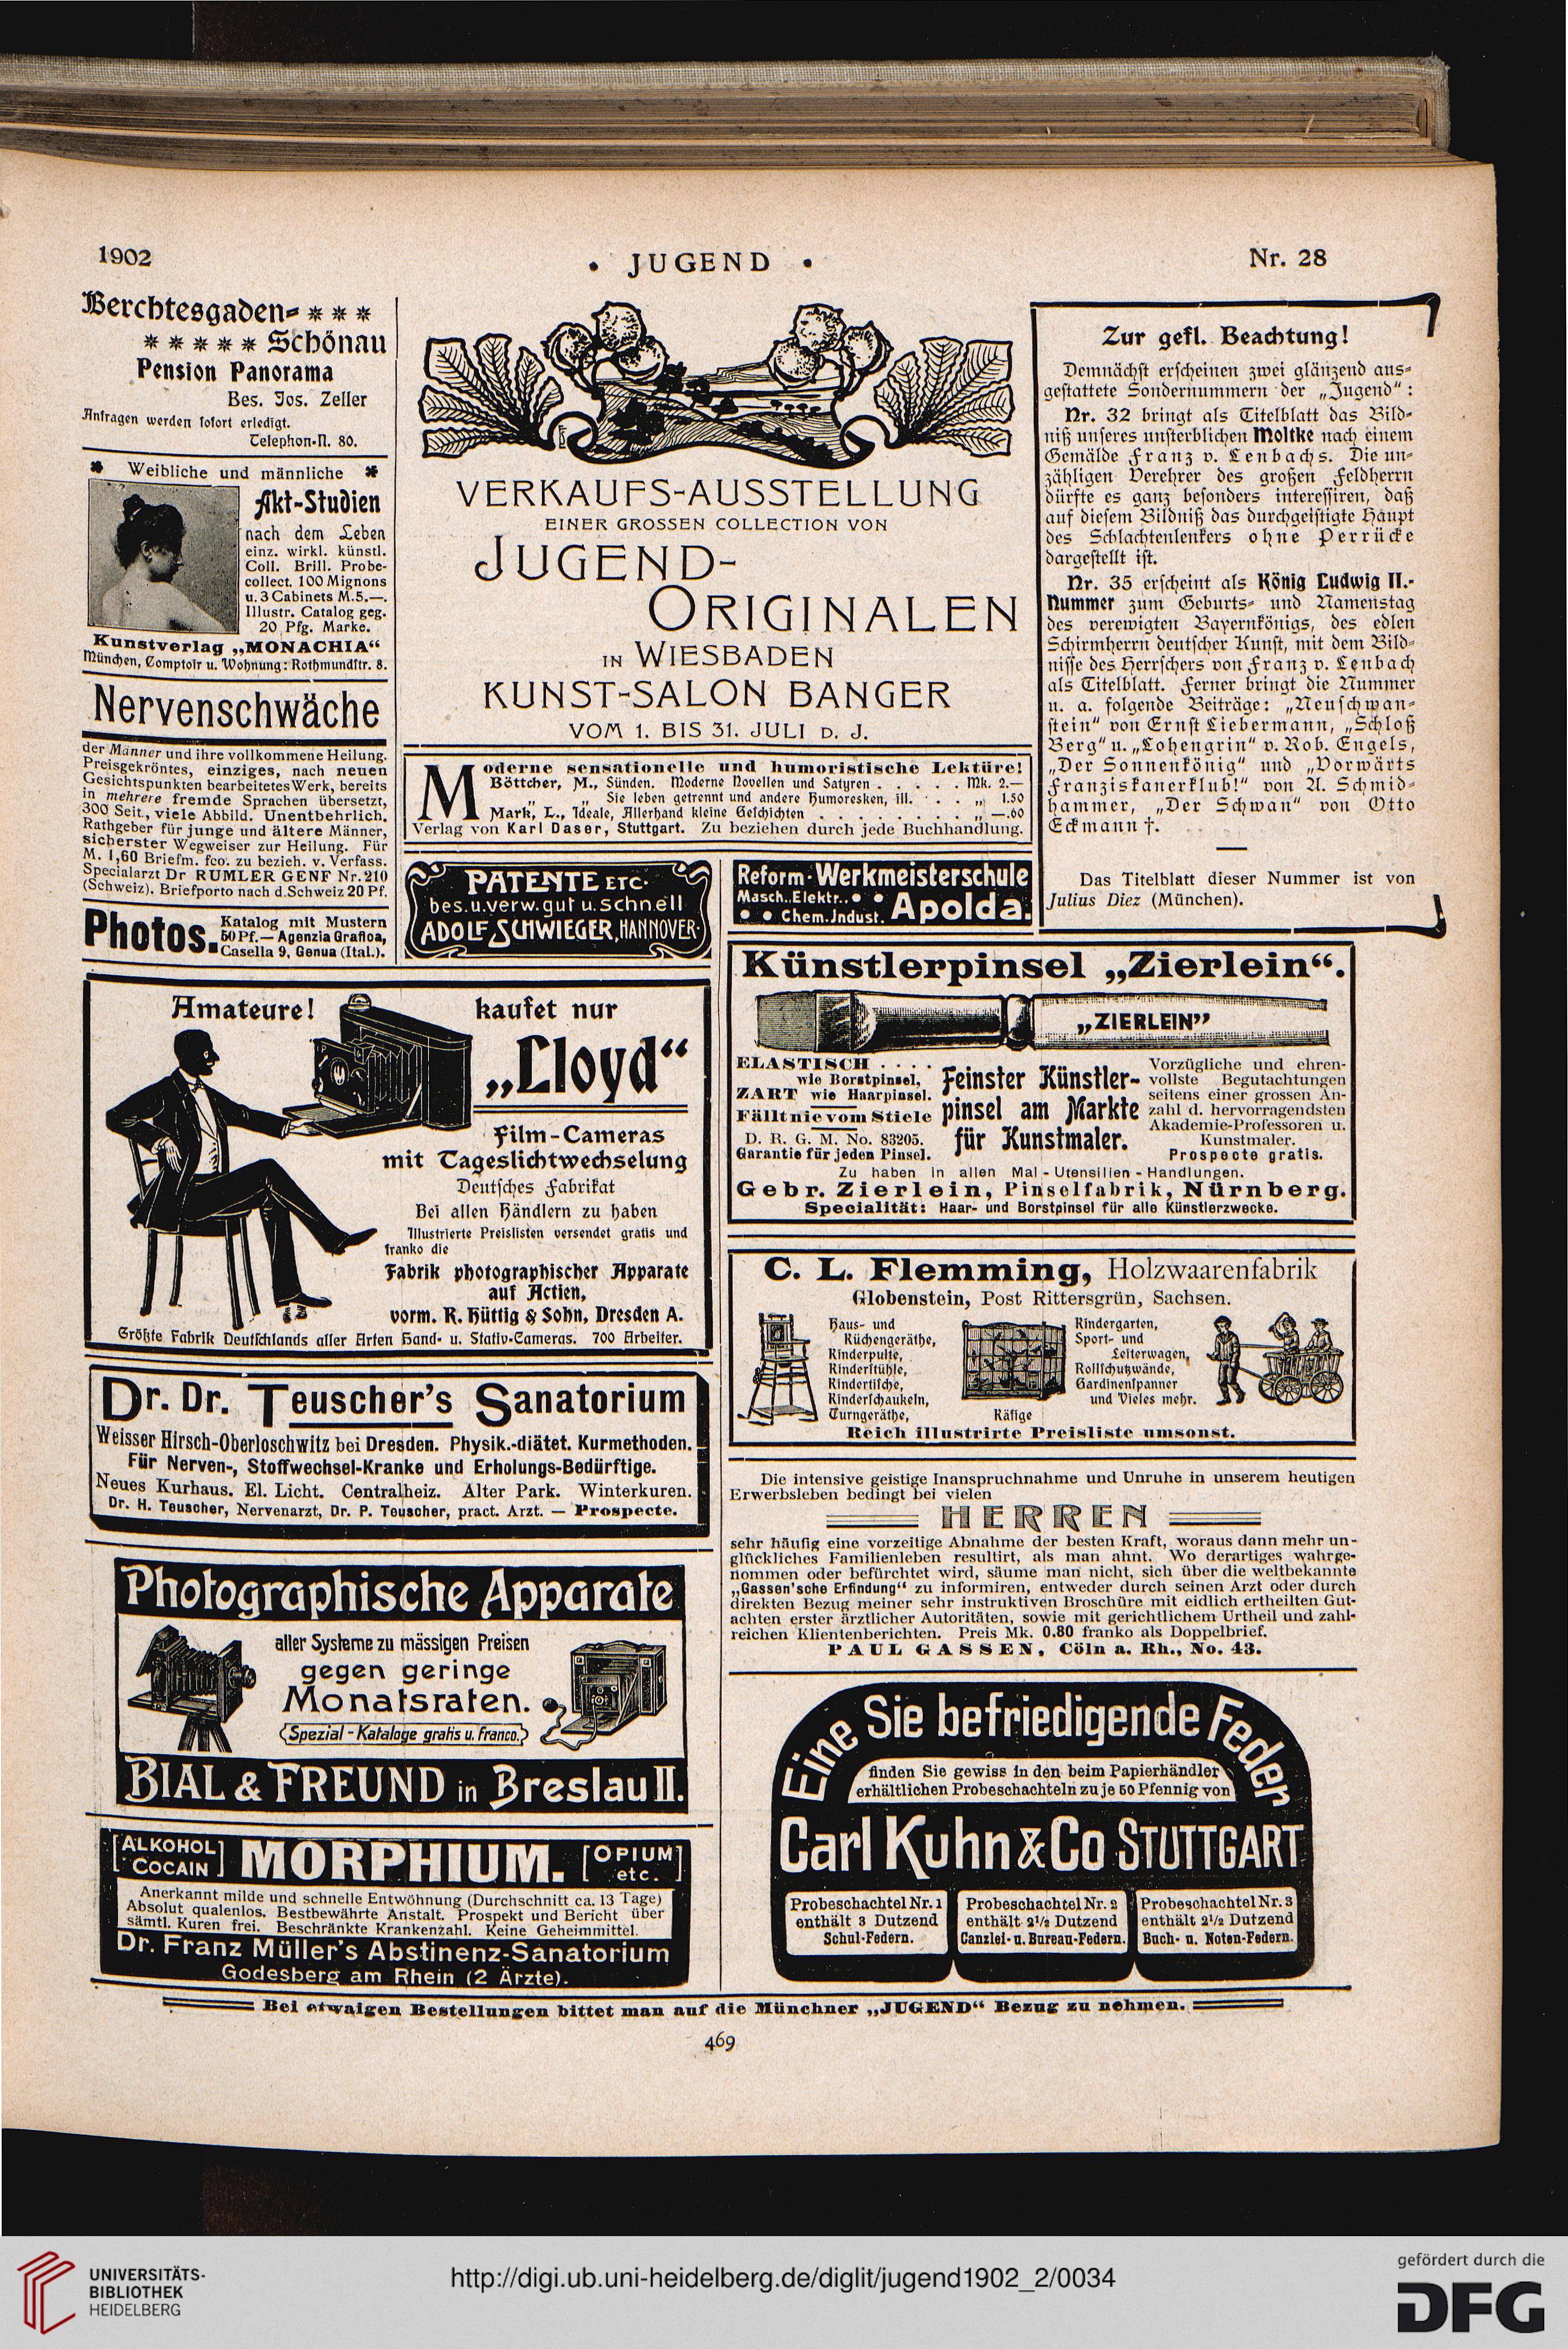 1902
• JUGEND •
Nr. 28
Berchtesgaden-* * *
* * * * * Schönau
Pension Panorama
Bes. Jos. Zeller
Anfragen werden sofort erledigt.
Telephon-N. 80.
Weibliche und männliche
Akt-Studien
nach dem Leben
einz. wirkl. künstl.
Coll. Brill. Probe-
collect. 100 Mignons
u. 3 Cabinets M.5.—.
Illustr. Catalog geg.
20 Pfg. Marke.
Kunstverlag „MONACHIA“
München, Comptoir u. Wohnung: Rothmundstr. 8.
Nervenschwäche
der Männer und ihre vollkommene Heilung.
Preisgekröntes, einziges, nach neuen
Gesichtspunkten bearbeitetes Werk, bereits
in mehrere fremde Sprachen übersetzt,
300 Seit., viele Abbild. Unentbehrlich.
Rathgeber für junge und ältere Männer,
sicherster Wegweiser zur Heilung. Für
M. 1,60 Briefm. fco. zu bezieh. v. Verfass.
Specialarzt Dr RUMLER GENF Nr. 210
(Schweiz). Briefporto nach d. Schweiz 20 Pf.
Photos.
Katalog mit Mustern
50 Pf.— Agenzia Grafica,
Casella 9, Genua (Ital.).
VERKAUFS-AUSSTELLUNG
EINER GROSSEN COLLECTION VON
JUGEND-
ORIGINALEN
IN WIESBADEN
KUNST-SALON BANGER
VOM 1. BIS 31. JULI D. J.
Moderne sensationelle und humoristische Lektüre!
Böttcher, M., Sünden. Moderne Novellen und Satyren . . . . . Mk. 2.—
„ „ Sie leben getrennt und andere Humoresken, ill. . . . „ 1.50
Mark, L., Ideale, Allerhand kleine Geschichten . . . . . . . . „ —.60
Verlag von Karl Daser, Stuttgart. Zu beziehen durch jede Buchhandlung.
PATENTE ETC.
bes. u. verw. gut u. schnell
ADOLF SCHWIEGER, HANNOVER.
Reform-Werkmeisterschule
Masch., Elektr., • •
• • Chem. Indust. Apolda.
Zur gefl. Beachtung!
Demnächst erscheinen zwei glänzend aus-
gestattete Sondernummern der „Jugend“:
Nr. 32 bringt als Titelblatt das Bild-
niß unseres unsterblichen Moltke nach einem
Gemälde Franz v. Lenbachs. Die un-
zähligen Verehrer des großen Feldherrn
dürfte es ganz besonders interessiren, daß
auf diesem Bildniß das durchgeistigte Haupt
des Schlachtenlenkers ohne Perrücke
dargestellt ist.
Nr. 35 erscheint als König Ludwig II.-
Nummer zum Geburts- und Namenstag
des verewigten Bayernkönigs, des edlen
Schirmherrn deutscher Kunst, mit dem Bild-
nisse des Herrschers von Franz v. Lenbach
als Titelblatt. Ferner bringt die Nummer
u. a. folgende Beiträge: „Neuschwan-
stein“ von Ernst Liebermann, „Schloß
Berg“ u. „Lohengrin“ v. Rob. Engels,
„Der Sonnenkönig“ und „Vorwärts
Franziskanerklub!“ von A. Schmid-
hammer, „Der Schwan“ von Otto
Eckmann †.
Das Titelblatt dieser Nummer ist von
Julius Diez (München).
Amateure! kaufet nur
„Lloyd“
Film-Cameras
mit Tageslichtwechselung
Deutsches Fabrikat
Bei allen Händlern zu haben
Illustrierte Preislisten versendet gratis und
franko die
Fabrik photographischer Apparate
auf Actien,
vorm. R. Hüttig & Sohn, Dresden A.
Größte Fabrik Deutschlands aller Arten Hand- u. Stativ-Cameras. 700 Arbeiter.
Künstlerpinsel „Zierlein“.
„ZIERLEIN”
ELASTISCH . . . .
wie Borstpinsel,
ZART wie Haarpinsel.
Fällt nie vom Stiele
D. R. G. M. No. 83205.
Garantie für jeden Pinsel.
Feinster Künstler-
pinsel am Markte
für Kunstmaler.
Vorzügliche und ehren-
vollste Begutachtungen
seitens einer grossen An-
zahl d. hervorragendsten
Akademie-Professoren u.
Kunstmaler.
Prospecte gratis.
Zu haben in allen Mal-Utensilien-Handlungen.
Gebr. Zierlein, Pinselfabrik, Nürnberg.
Specialität: Haar- und Borstpinsel für alle Künstlerzwecke.
C. L. Flemming, Holzwaarenfabrik
Globenstein, Post Rittersgrün, Sachsen.
Haus- und
Küchengeräthe,
Kinderpulte,
Kinderstühle,
Kindertische,
Kinderschaukeln,
Turngeräthe,
Käfige
Kindergarten,
Sport- und
Leiterwagen,
Rollschutzwände,
Gardinenspanner
und Vieles mehr.
Reich illustrirte Preisliste umsonst.
Dr. Dr. Teuscher’s Sanatorium
Weisser Hirsch-Oberloschwitz bei Dresden. Physik.-diätet. Kurmethoden.
Für Nerven-, Stoffwechsel-Kranke und Erholungs-Bedürftige.
Neues Kurhaus. El. Licht. Centralheiz. Alter Park. Winterkuren.
Dr. H. Teuscher, Nervenarzt, Dr. P. Teuscher, pract. Arzt. — Prospecte.
Die intensive geistige Inanspruchnahme und Unruhe in unserem heutigen
Erwerbsleben bedingt bei vielen
HERREN
sehr häufig eine vorzeitige Abnahme der besten Kraft, woraus dann mehr un-
glückliches Familienleben resultirt, als man ahnt. Wo derartiges wahrge-
nommen oder befürchtet wird, säume man nicht, sich über die weltbekannte
„Gassen'sche Erfindung“ zu informiren, entweder durch seinen Arzt oder durch
direkten Bezug meiner sehr instruktiven Broschüre mit eidlich ertheilten Gut-
achten erster ärztlicher Autoritäten, sowie mit gerichtlichem Urtheil und zahl-
reichen Klientenberichten. Preis Mk. 0.80 franko als Doppelbrief.
PAUL GASSEN, Cöln a. Rh., No. 43.
Photographische Apparate
aller Systeme zu mässigen Preisen
gegen geringe
Monatsraten.
Spezial-Kataloge gratis u. franco.
BIAL & FREUND in Breslau II.
[ALKOHOL COCAIN] MORPHIUM. [OPIUM etc.]
Anerkannt milde und schnelle Entwöhnung (Durchschnitt ca. 13 Tage)
Absolut qualenlos. Bestbewährte Anstalt. Prospekt und Bericht über
sämtl. Kuren frei. Beschränkte Krankenzahl. Keine Geheimmittel.
Dr. Franz Müller’s Abstinenz-Sanatorium
Godesberg am Rhein (2 Ärzte).
Eine Sie befriedigende Feder
finden Sie gewiss in den beim Papierhändler
erhältlichen Probeschachteln zu je 50 Pfennig von
Carl Kuhn & Co STUTTGART
Probeschachtel Nr. 1
enthält 3 Dutzend
Schul-Federn.
Probeschachtel Nr. 2
enthält 2½ Dutzend
Canzlei- u. Bureau-Federn.
Probeschachtel Nr. 3
enthält 2½ Dutzend
Buch- u. Noten-Federn.
Bei etwaigen Bestellungen bittet man auf die Münchner „JUGEND“ Bezug zu nehmen.
469
UNIVERSITÄTS-
BIBLIOTHEK
HEIDELBERG
http://digi.ub.uni-heidelberg.de/diglit/jugend1902_2/0034
gefördert durch die
DFG